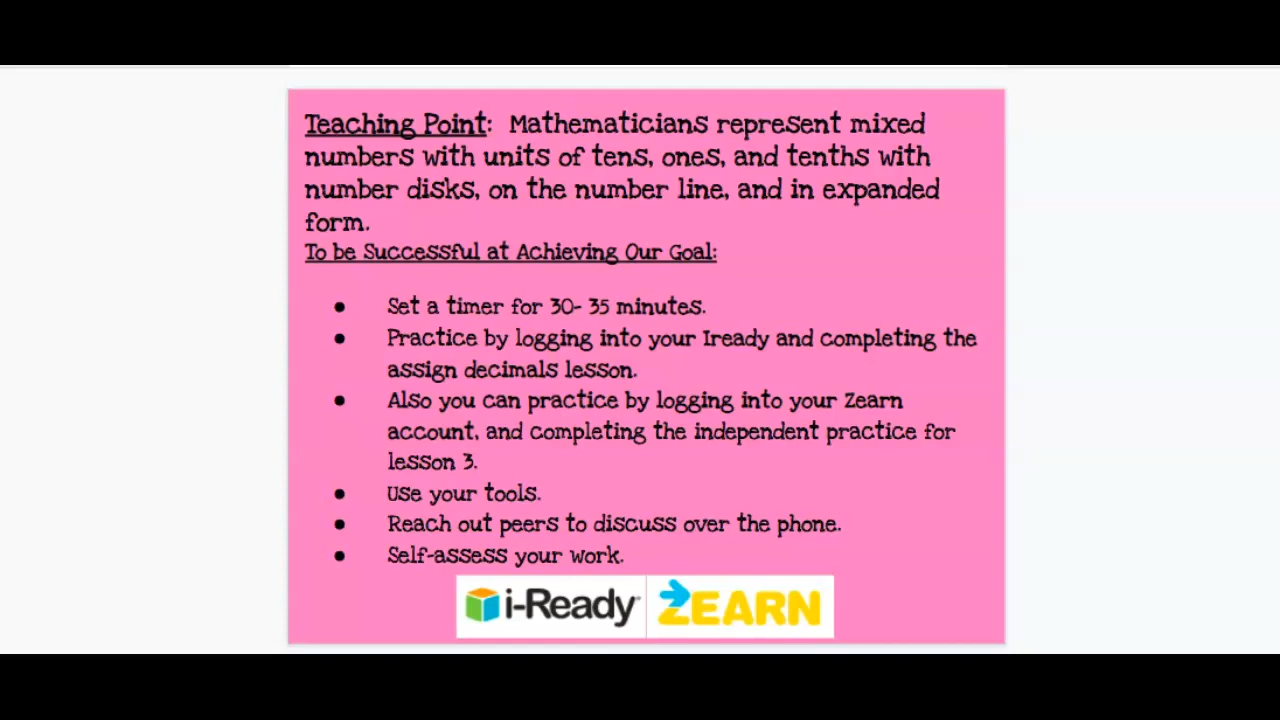 Teaching Point:  Mathematicians represent mixed
numbers with units of tens, ones, and tenths with
number disks, on the number line, and in expanded
form.
To be Successful at Achieving Our Goal:
● Set a timer for 30- 35 minutes.
● Practice by logging into your Iready and completing the
assign decimals lesson.
● Also you can practice by logging into your Zearn
account, and completing the independent practice for
lesson 3.
● Use your tools.
● Reach out peers to discuss over the phone.
● Self-assess your work.
i-Ready ZEARN